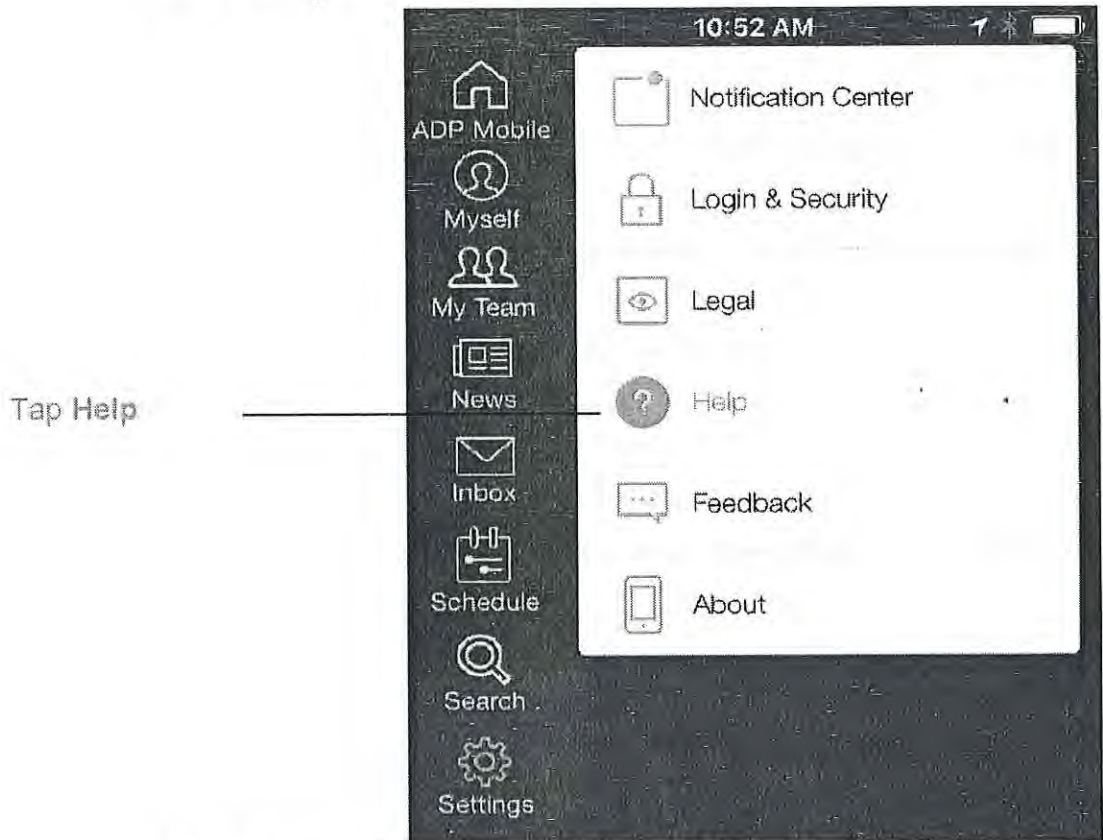 10:52 AM
ADP Mobile
Myself
My Team
News
Inbox
Schedule
Search
Settings
Notification Center
Login & Security
Legal
Help
Feedback
About
Tap Help